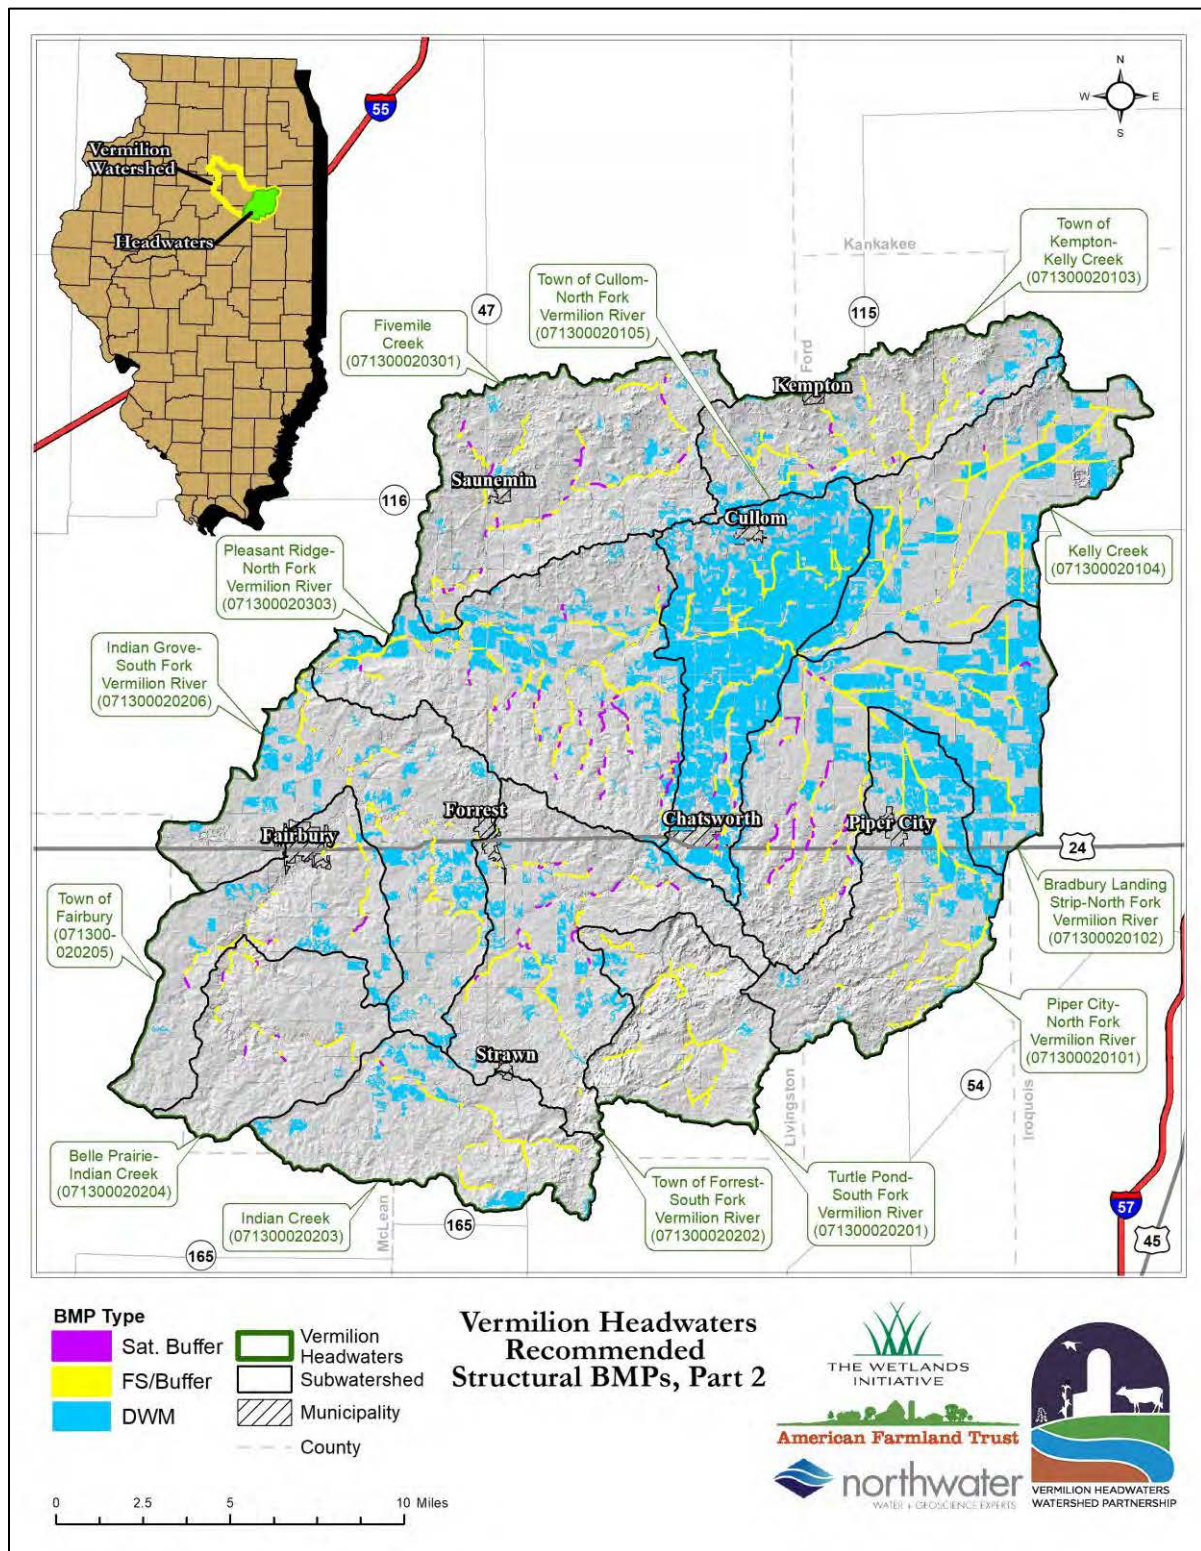 N
W
E
S
55
Vermilion
Watershed
Headwaters
Town of
Kempton-
Kelly Creek
(071300020103)
Kankakee
Town of Cullom-
North Fork
Vermilion River
(071300020105)
47
115
Fivemile
Creek
(071300020301)
Ford
Kempton
Saunemin
116
Cullom
Pleasant Ridge-
North Fork
Vermilion River
(071300020303)
Kelly Creek
(071300020104)
Indian Grove-
South Fork
Vermilion River
(071300020206)
Forrest
Chatsworth
Piper City
Fairbury
24
Town of
Fairbury
(071300-
020205)
Bradbury Landing
Strip-North Fork
Vermilion River
(071300020102)
Piper City-
North Fork
Vermilion River
(071300020101)
Strawn
54
Livingston
Iroquois
Belle Prairie-
Indian Creek
(071300020204)
Town of Forrest-
South Fork
Vermilion River
(071300020202)
Turtle Pond-
South Fork
Vermilion River
(071300020201)
Indian Creek
(071300020203)
McLean
165
165
57
45
BMP Type
Sat. Buffer
FS/Buffer
DWM
Vermilion
Headwaters
Subwatershed
Municipality
County
Vermilion Headwaters
Recommended
Structural BMPs, Part 2
0 2.5 5 10 Miles
THE WETLANDS
INITIATIVE
American Farmland Trust
northwater
WATER + GEOSCIENCE EXPERTS
VERMILION HEADWATERS
WATERSHED PARTNERSHIP